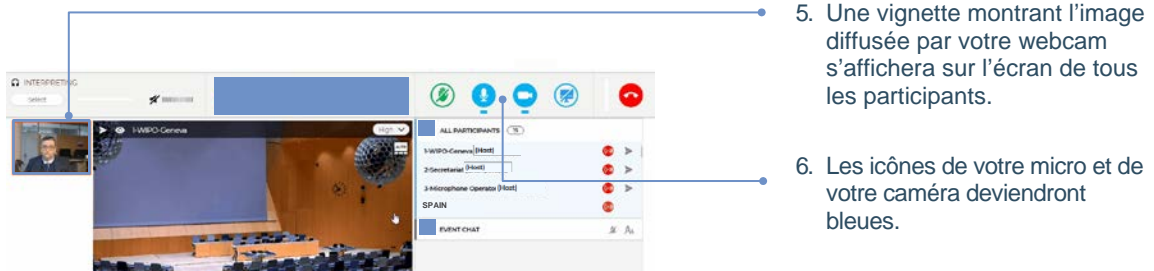 5. Une vignette montrant l’image
diffusée par votre webcam
s’affichera sur l’écran de tous
les participants.
6. Les icônes de votre micro et de
votre caméra deviendront
bleues.
INTERPRETING
Select
1-WIPO-Geneva
High
ALL PARTICIPANTS
1-WIPO-Geneva (Host)
2-Secretariat (Host)
3-Microphone Operator (Host)
SPAIN
EVENT CHAT